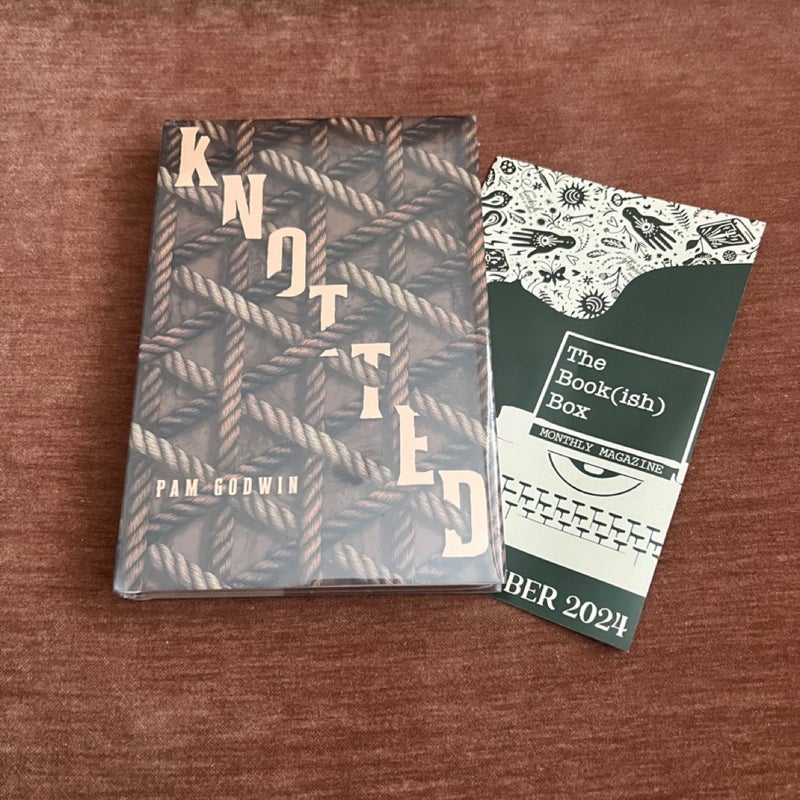 KNOTTED
PAM GODWIN
The
Book(ish)
Box
MONTHLY MAGAZINE
BER 2024